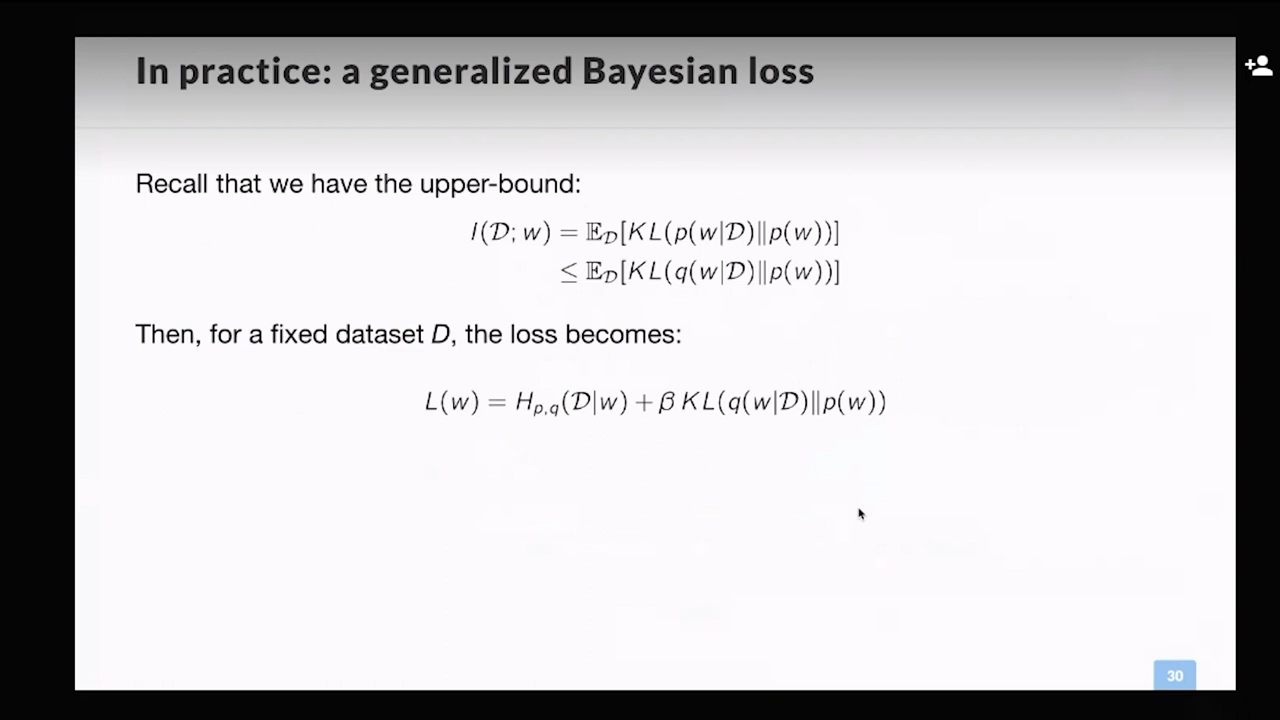 In practice: a generalized Bayesian loss
Recall that we have the upper-bound:
I(𝒟; w) = 𝔼_𝒟[KL(p(w|𝒟)||p(w))]
≤ 𝔼_𝒟[KL(q(w|𝒟)||p(w))]
Then, for a fixed dataset D, the loss becomes:
L(w) = H_{p,q}(𝒟|w) + β KL(q(w|𝒟)||p(w))
30